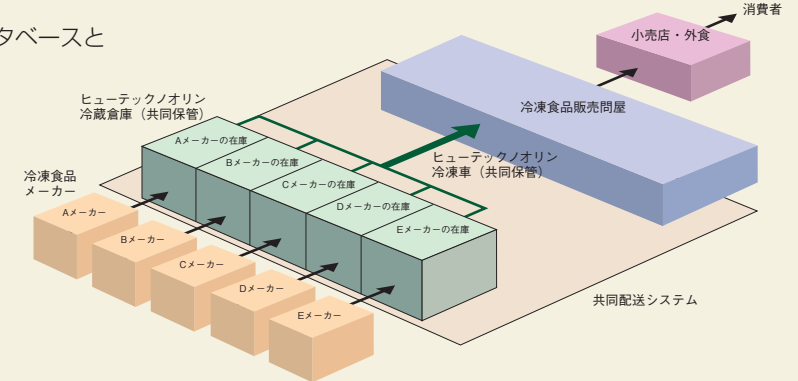 タベースと
消費者
小売店・外食
冷凍食品販売問屋
ヒューテックノオリン
冷蔵倉庫（共同保管）
Aメーカーの在庫
Bメーカーの在庫
Cメーカーの在庫
Dメーカーの在庫
Eメーカーの在庫
ヒューテックノオリン
冷凍車（共同保管）
冷凍食品
メーカー
Aメーカー
Bメーカー
Cメーカー
Dメーカー
Eメーカー
共同配送システム